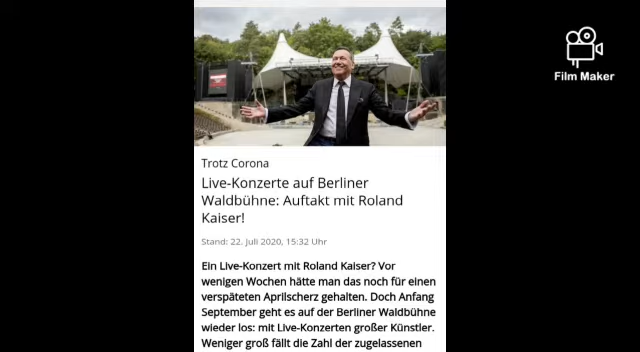 Film Maker
Trotz Corona
Live-Konzerte auf Berliner
Waldbühne: Auftakt mit Roland
Kaiser!
Stand: 22. Juli 2020, 15:32 Uhr
Ein Live-Konzert mit Roland Kaiser? Vor
wenigen Wochen hätte man das noch für einen
verspäteten Aprilscherz gehalten. Doch Anfang
September geht es auf der Berliner Waldbühne
wieder los: mit Live-Konzerten großer Künstler.
Weniger groß fällt die Zahl der zugelassenen